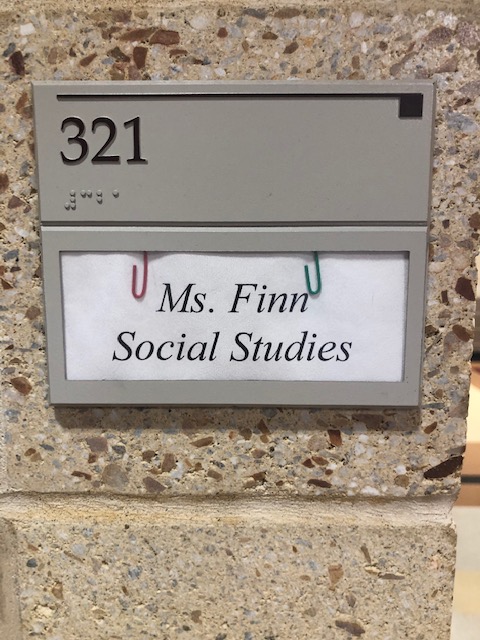 321
⠼⠉⠃⠁
Ms. Finn
Social Studies